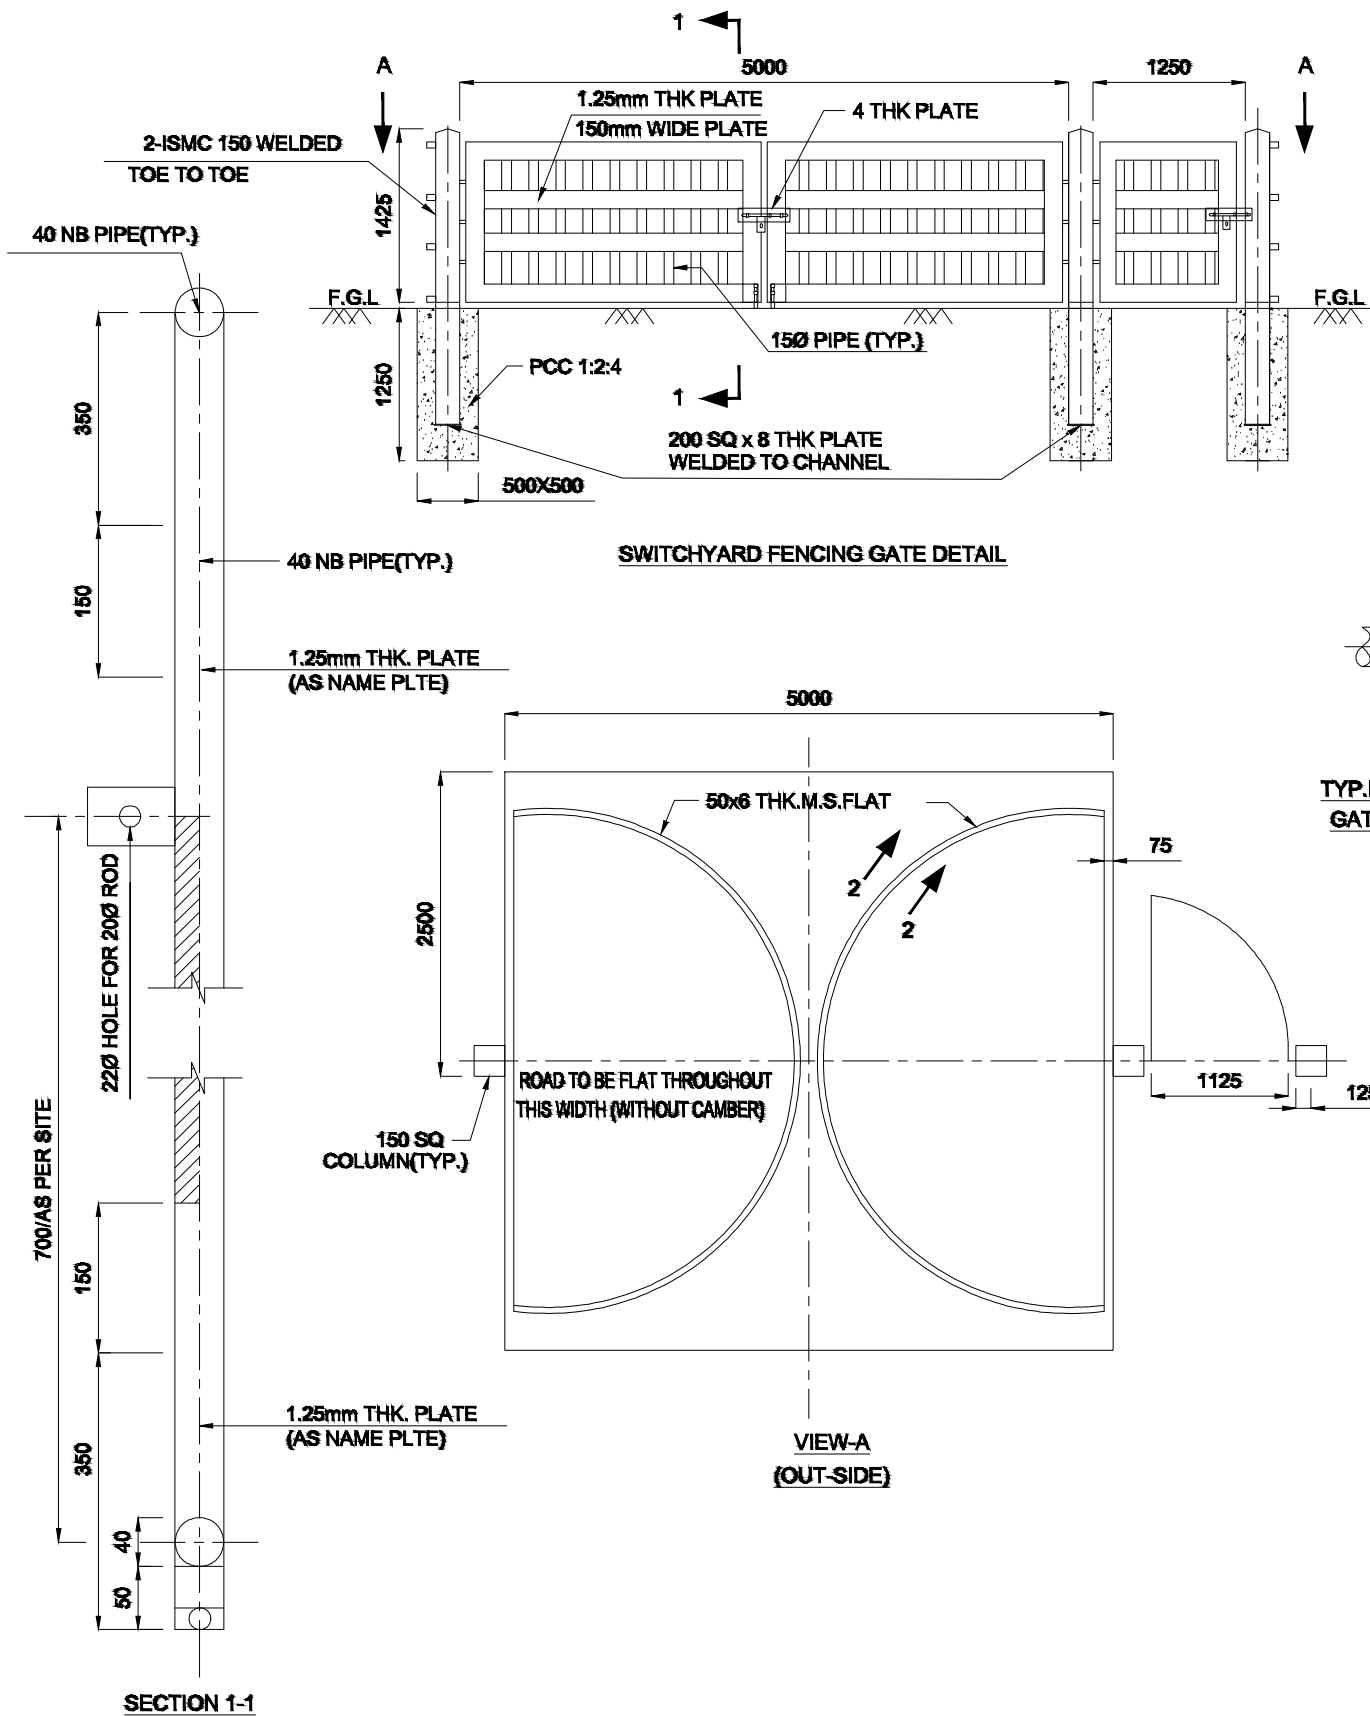 1
A
5000
1250
A
1.25mm THK PLATE
150mm WIDE PLATE
4 THK PLATE
2-ISMC 150 WELDED
TOE TO TOE
1425
40 NB PIPE(TYP.)
F.G.L
F.G.L
150 PIPE (TYP.)
PCC 1:2:4
1250
1
200 SQ x 8 THK PLATE
WELDED TO CHANNEL
500X500
SWITCHYARD FENCING GATE DETAIL
350
40 NB PIPE(TYP.)
150
1.25mm THK. PLATE
(AS NAME PLTE)
22Ø HOLE FOR 20Ø ROD
700/AS PER SITE
150
350
1.25mm THK. PLATE
(AS NAME PLTE)
40
50
SECTION 1-1
5000
50x6 THK.M.S.FLAT
2500
2
2
75
TYP.
GAT
1125
125
ROAD TO BE FLAT THROUGHOUT
THIS WIDTH (WITHOUT CAMBER)
150 SQ
COLUMN(TYP.)
VIEW-A
(OUT-SIDE)